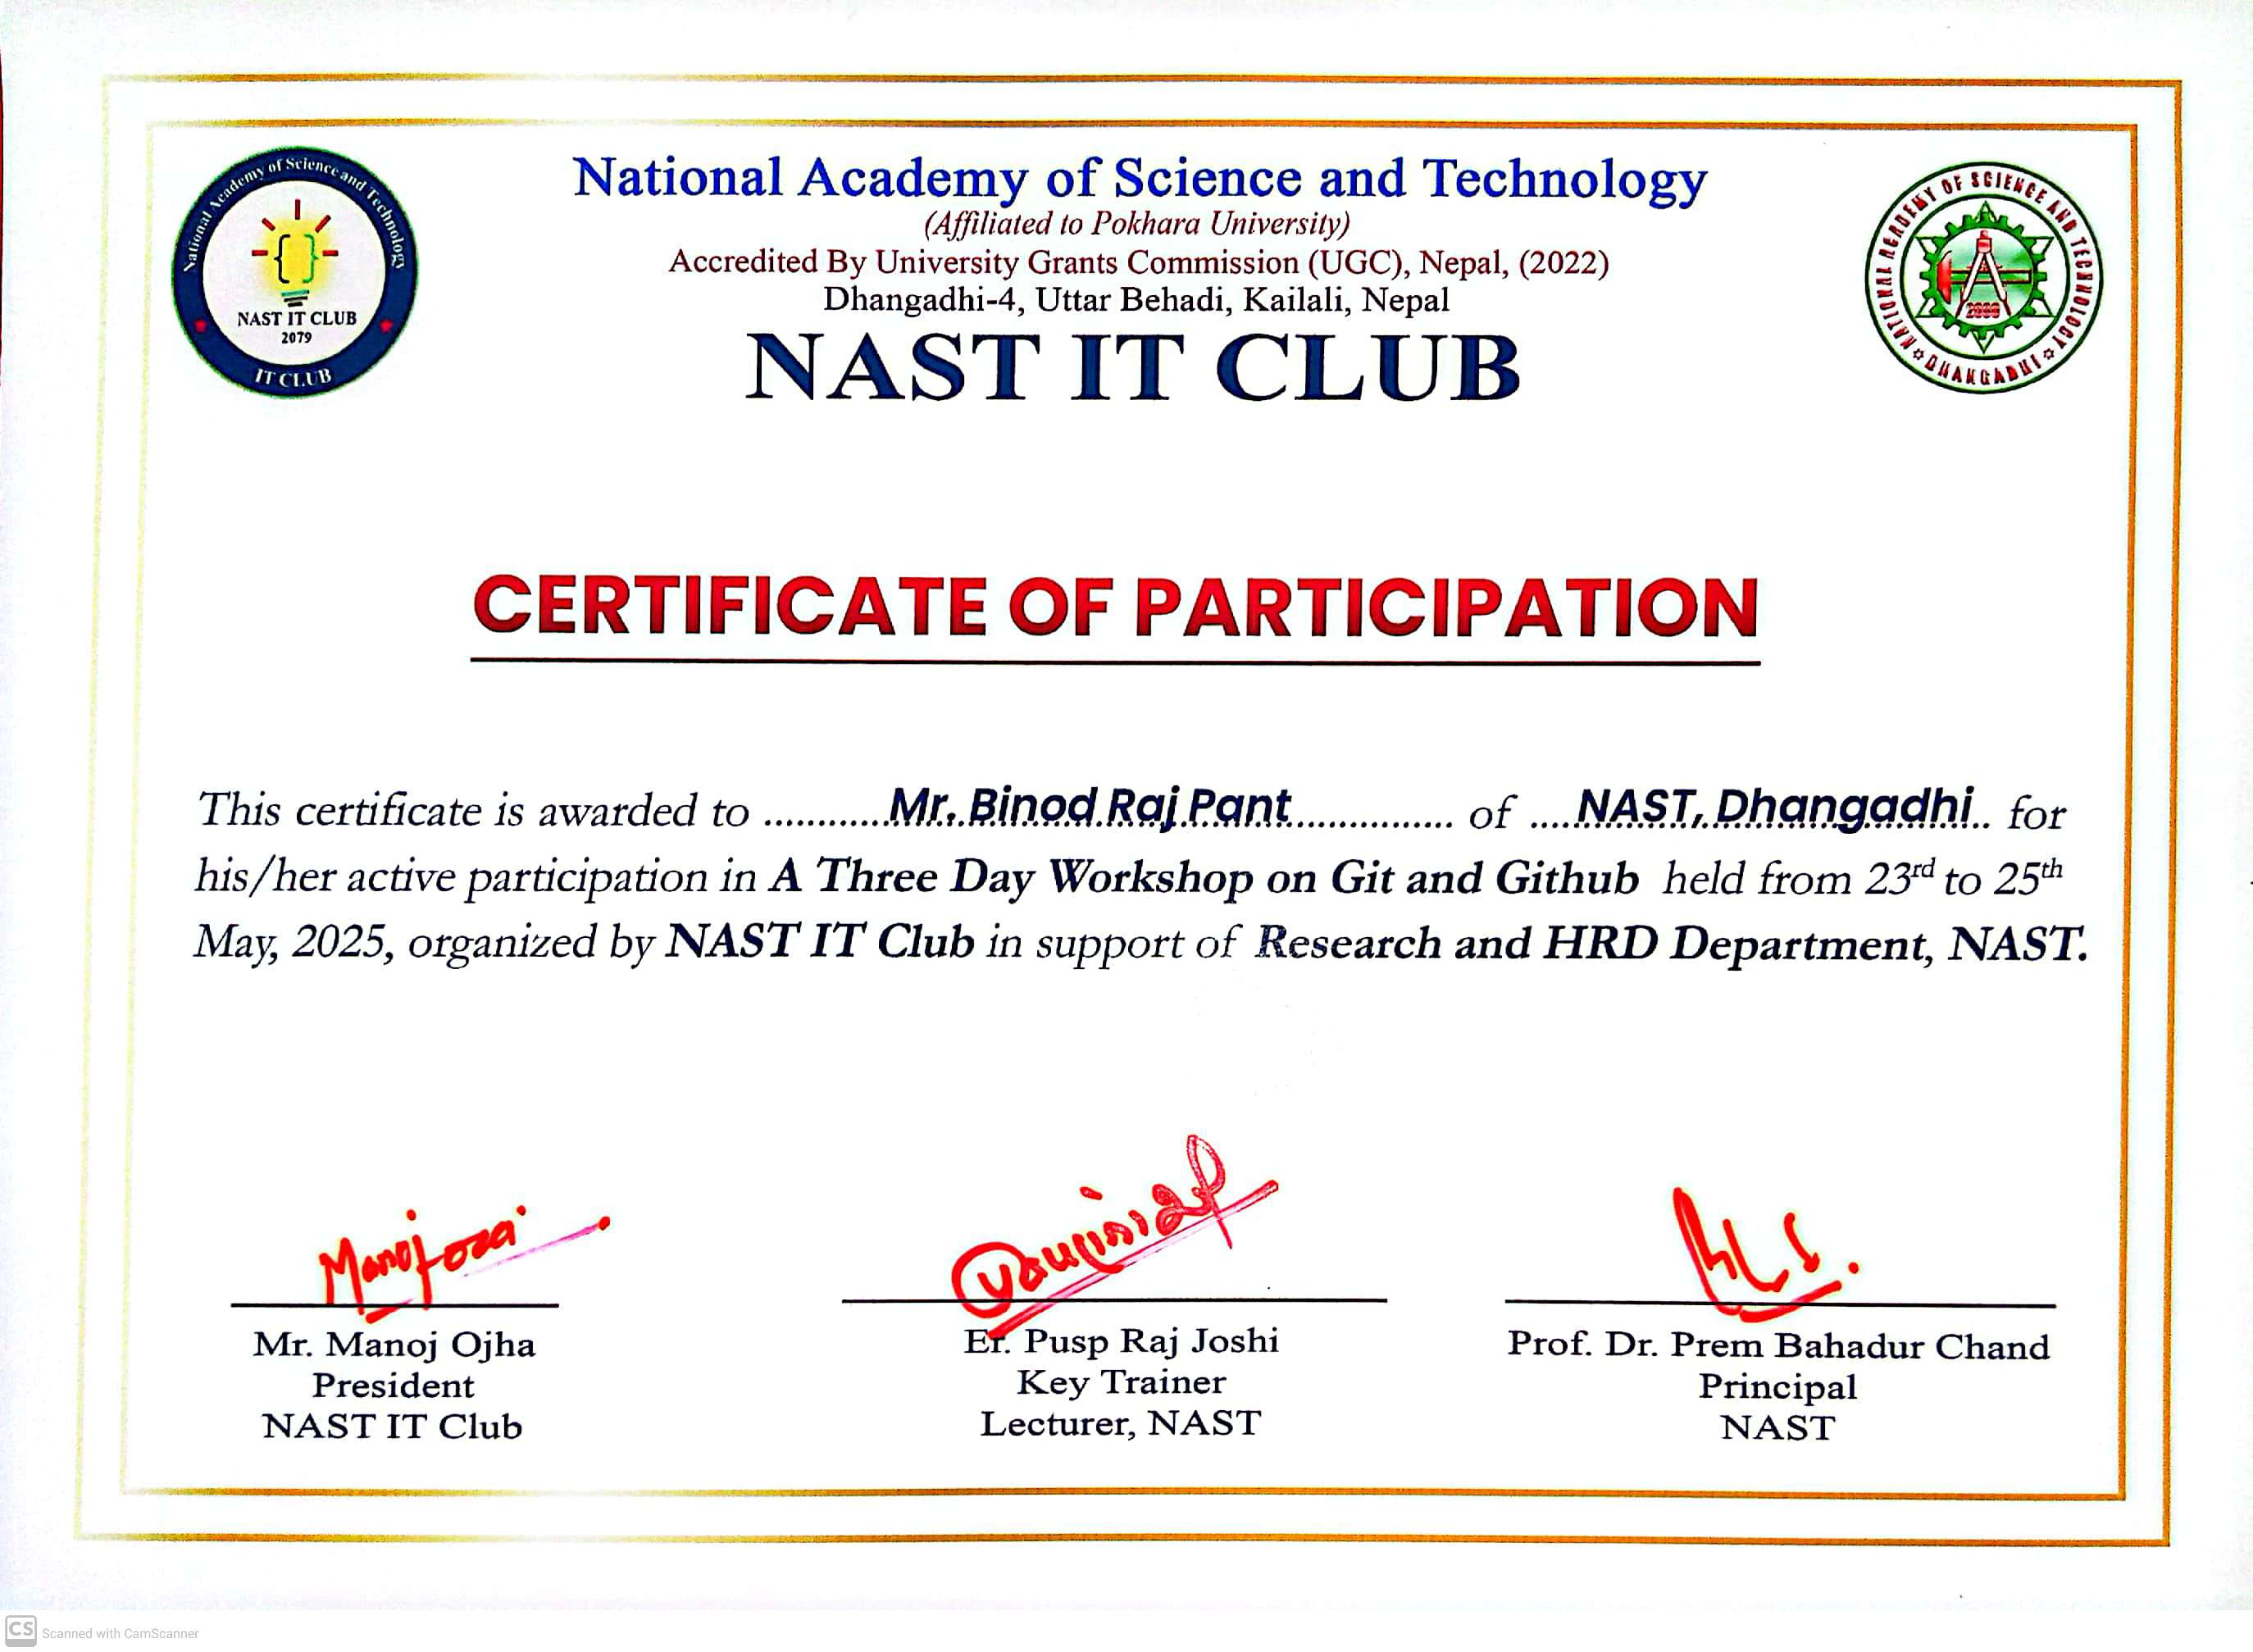 National Academy of Science and Technology
(Affiliated to Pokhara University)
Accredited By University Grants Commission (UGC), Nepal, (2022)
Dhangadhi-4, Uttar Behadi, Kailali, Nepal
NAST IT CLUB
National Academy of Science and Technology
NAST IT CLUB
2079
IT CLUB
NATIONAL ACADEMY OF SCIENCE AND TECHNOLOGY
DHANGADHI
CERTIFICATE OF PARTICIPATION
This certificate is awarded to ............Mr. Binod Raj Pant............... of ....NAST, Dhangadhi.. for
his/her active participation in A Three Day Workshop on Git and Github held from 23rd to 25th
May, 2025, organized by NAST IT Club in support of Research and HRD Department, NAST.
Manoj oza
Mr. Manoj Ojha
President
NAST IT Club
Er. Pusp Raj Joshi
Key Trainer
Lecturer, NAST
Prof. Dr. Prem Bahadur Chand
Principal
NAST
CS Scanned with CamScanner